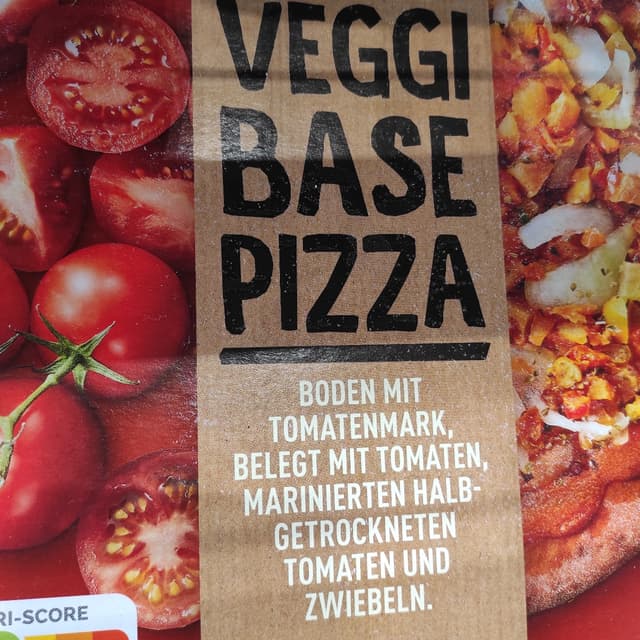 VEGGI
BASE
PIZZA
BODEN MIT
TOMATENMARK,
BELEGT MIT TOMATEN,
MARINIERTEN HALB-
GETROCKNETEN
TOMATEN UND
ZWIEBELN.
RI-SCORE